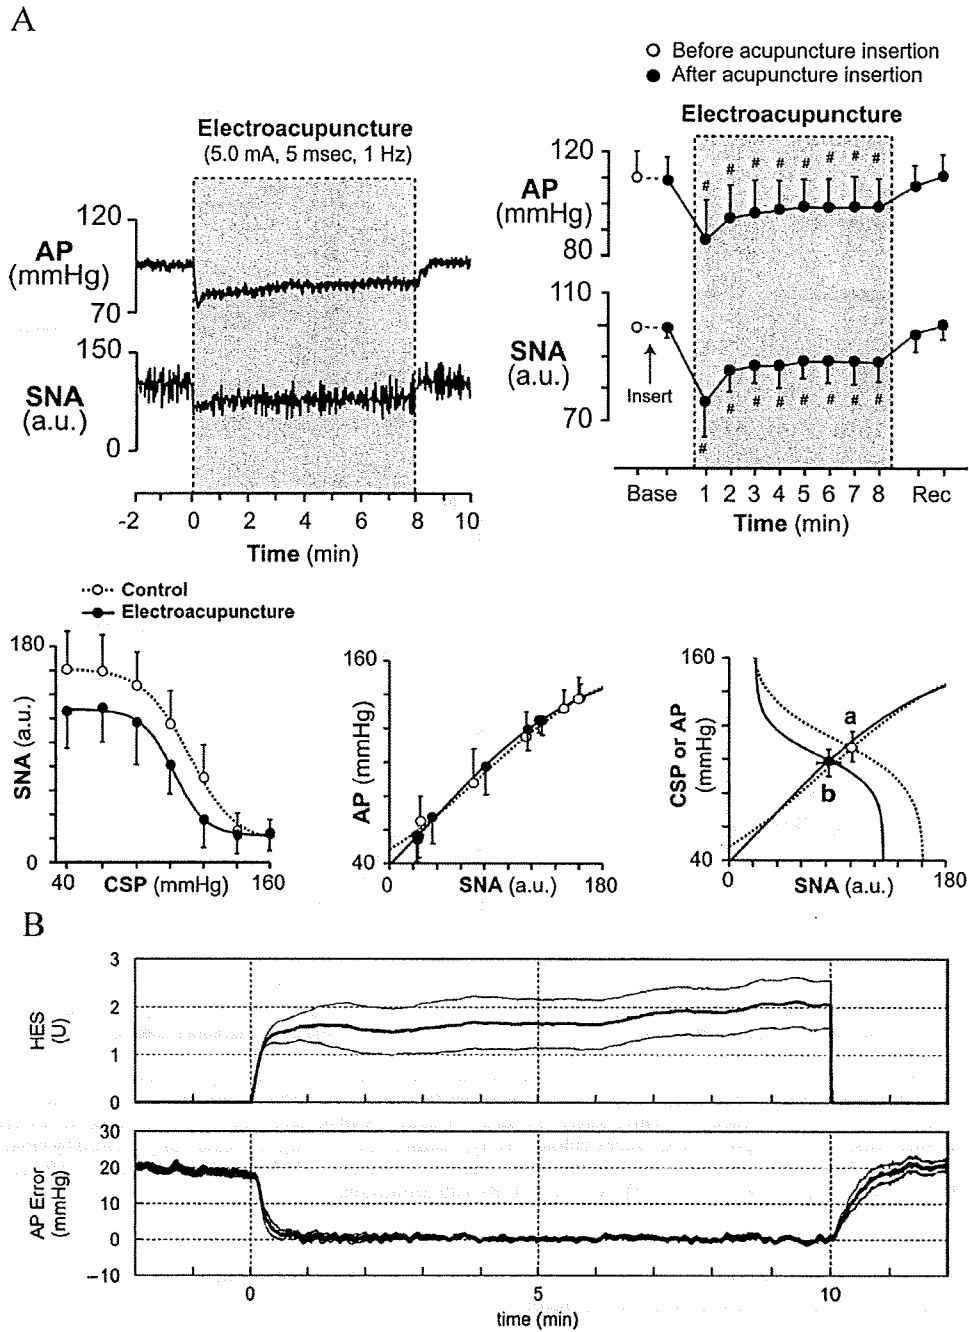 A
Before acupuncture insertion
After acupuncture insertion
Electroacupuncture
(5.0 mA, 5 msec, 1 Hz)
120
AP
(mmHg)
70
150
SNA
(a.u.)
0
-2 0 2 4 6 8 10
Time (min)
Electroacupuncture
120
AP
(mmHg)
80
# # # # # # # #
110
SNA
(a.u.)
70
Insert
# # # # # # # #
Base 1 2 3 4 5 6 7 8 Rec
Time (min)
Control
Electroacupuncture
180
SNA (a.u.)
0
40 CSP (mmHg) 160
160
AP (mmHg)
40
0 SNA (a.u.) 180
160
CSP or AP
(mmHg)
40
a
b
0 SNA (a.u.) 180
B
3
2
1
0
HES
(U)
30
20
10
0
-10
AP Error
(mmHg)
0 5 10
time (min)